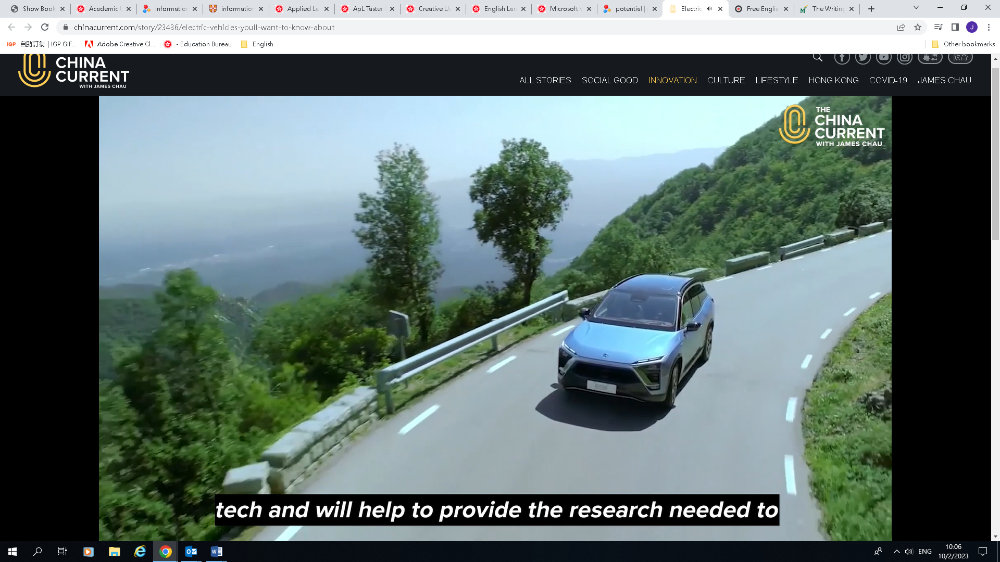 Show Book
Academic U
information
information
Applied Le
ApL Taster
Creative Us
English Lan
Microsoft V
potential |
Electric
Free English
The Writing
chinacurrent.com/story/23436/electric-vehicles-youll-want-to-know-about
J
IGP 自助訂製 | IGP GIF...
Adobe Creative Cl...
- Education Bureau
English
Other bookmarks
CHINA
CURRENT
WITH JAMES CHAU
粵語
教育
ALL STORIES
SOCIAL GOOD
INNOVATION
CULTURE
LIFESTYLE
HONG KONG
COVID-19
JAMES CHAU
THE
CHINA
CURRENT
WITH JAMES CHAU
tech and will help to provide the research needed to
ENG
10:06
10/2/2023